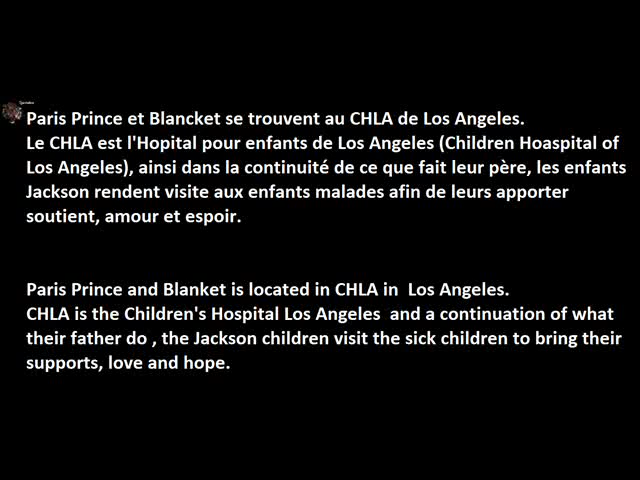 Paris Prince et Blancket se trouvent au CHLA de Los Angeles.
Le CHLA est l'Hopital pour enfants de Los Angeles (Children Hoaspital of
Los Angeles), ainsi dans la continuité de ce que fait leur père, les enfants
Jackson rendent visite aux enfants malades afin de leurs apporter
soutient, amour et espoir.
Paris Prince and Blanket is located in CHLA in  Los Angeles.
CHLA is the Children's Hospital Los Angeles  and a continuation of what
their father do , the Jackson children visit the sick children to bring their
supports, love and hope.